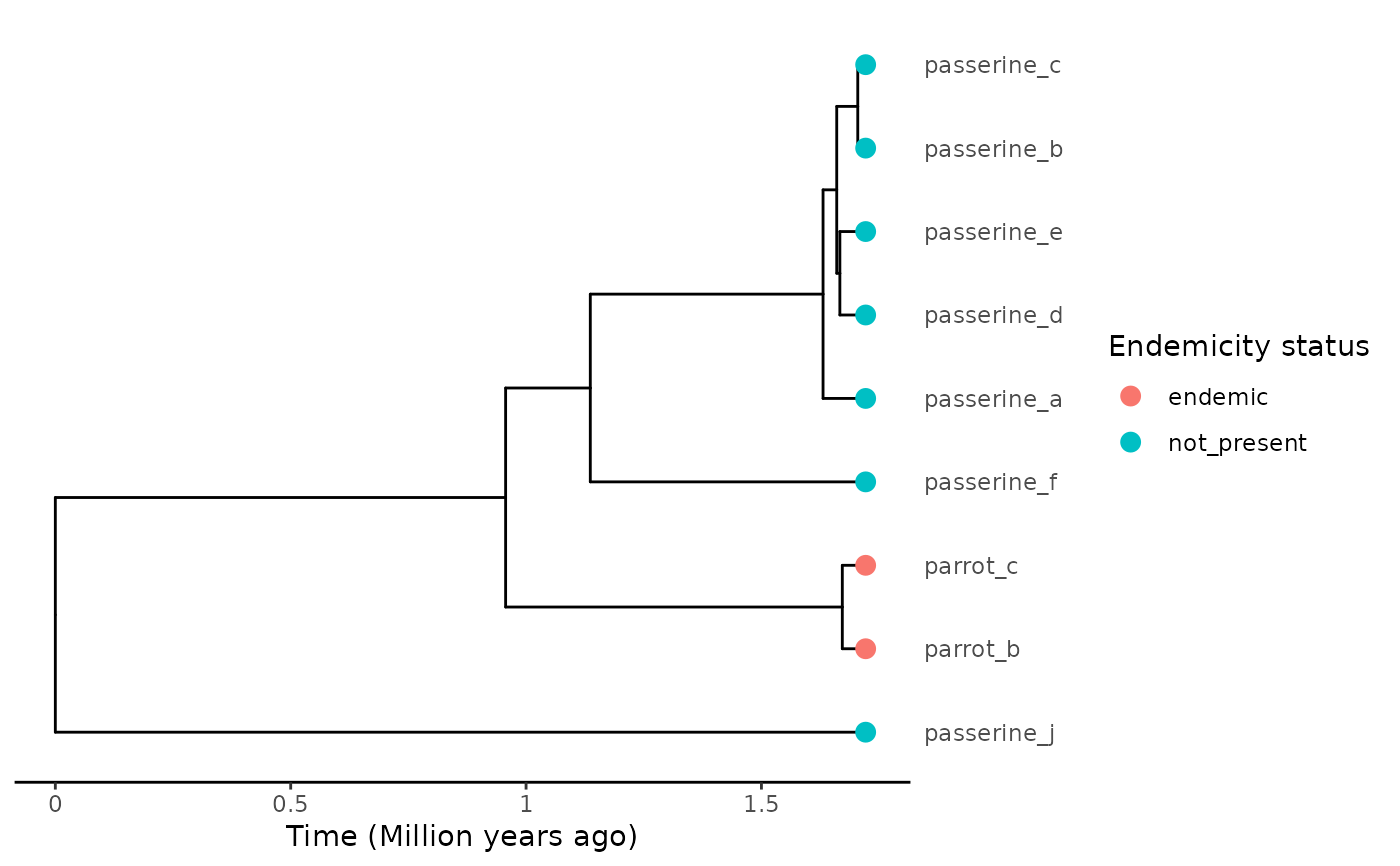 passerine_c
passerine_b
passerine_e
passerine_d
passerine_a
passerine_f
parrot_c
parrot_b
passerine_j
Endemicity status
endemic
not_present
0 0.5 1 1.5
Time (Million years ago)